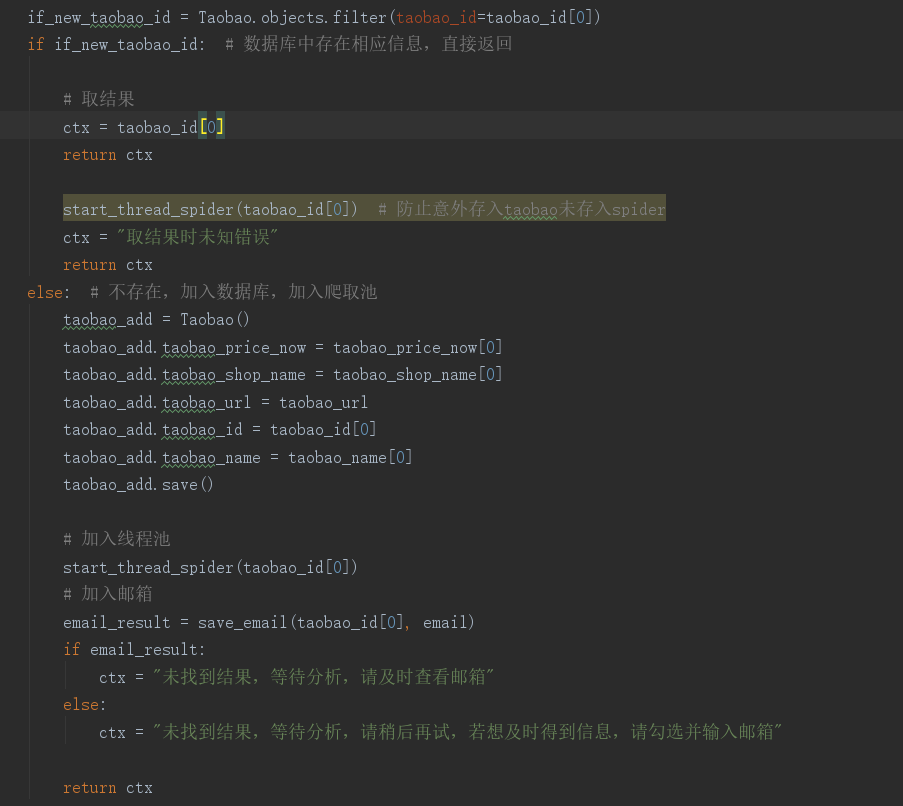 if_new_taobao_id = Taobao.objects.filter(taobao_id=taobao_id[0])
if if_new_taobao_id:  # 数据库中存在相应信息，直接返回
    # 取结果
    ctx = taobao_id[0]
    return ctx
    start_thread_spider(taobao_id[0])  # 防止意外存入taobao未存入spider
    ctx = "取结果时未知错误"
    return ctx
else:  # 不存在，加入数据库，加入爬取池
    taobao_add = Taobao()
    taobao_add.taobao_price_now = taobao_price_now[0]
    taobao_add.taobao_shop_name = taobao_shop_name[0]
    taobao_add.taobao_url = taobao_url
    taobao_add.taobao_id = taobao_id[0]
    taobao_add.taobao_name = taobao_name[0]
    taobao_add.save()
    # 加入线程池
    start_thread_spider(taobao_id[0])
    # 加入邮箱
    email_result = save_email(taobao_id[0], email)
    if email_result:
        ctx = "未找到结果，等待分析，请及时查看邮箱"
    else:
        ctx = "未找到结果，等待分析，请稍后再试，若想及时得到信息，请勾选并输入邮箱"
    return ctx